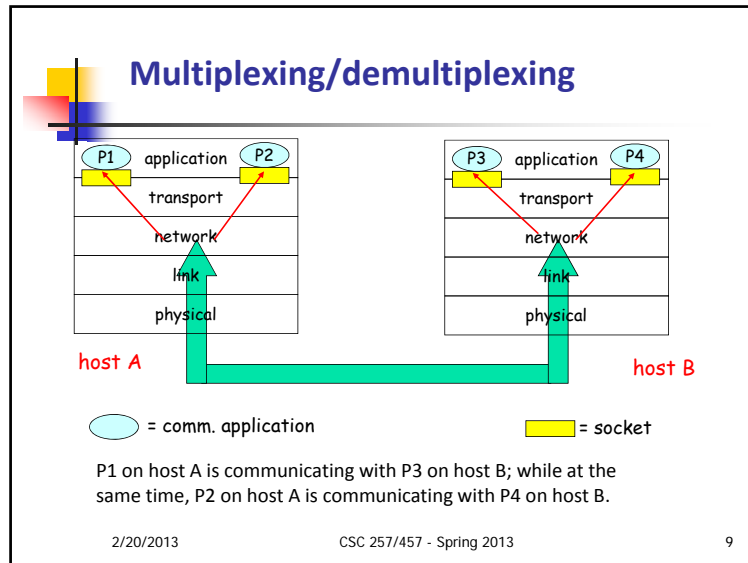 Multiplexing/demultiplexing
P1 application P2
transport
network
link
physical
host A
P3 application P4
transport
network
link
physical
host B
= comm. application
= socket
P1 on host A is communicating with P3 on host B; while at the
same time, P2 on host A is communicating with P4 on host B.
2/20/2013 CSC 257/457 - Spring 2013 9